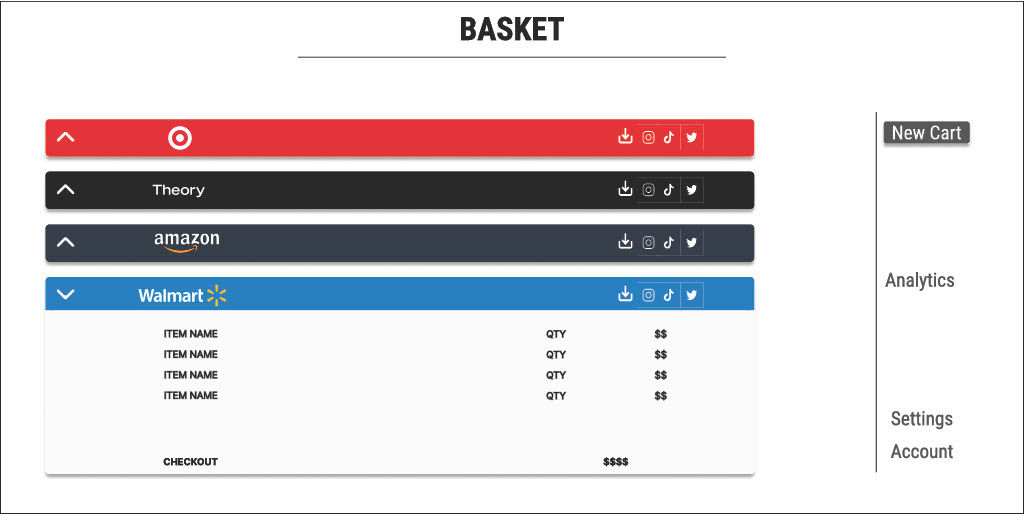 BASKET
New Cart
Theory
amazon
Walmart
Analytics
ITEM NAME QTY $$
ITEM NAME QTY $$
ITEM NAME QTY $$
ITEM NAME QTY $$
Settings
Account
CHECKOUT $$$$